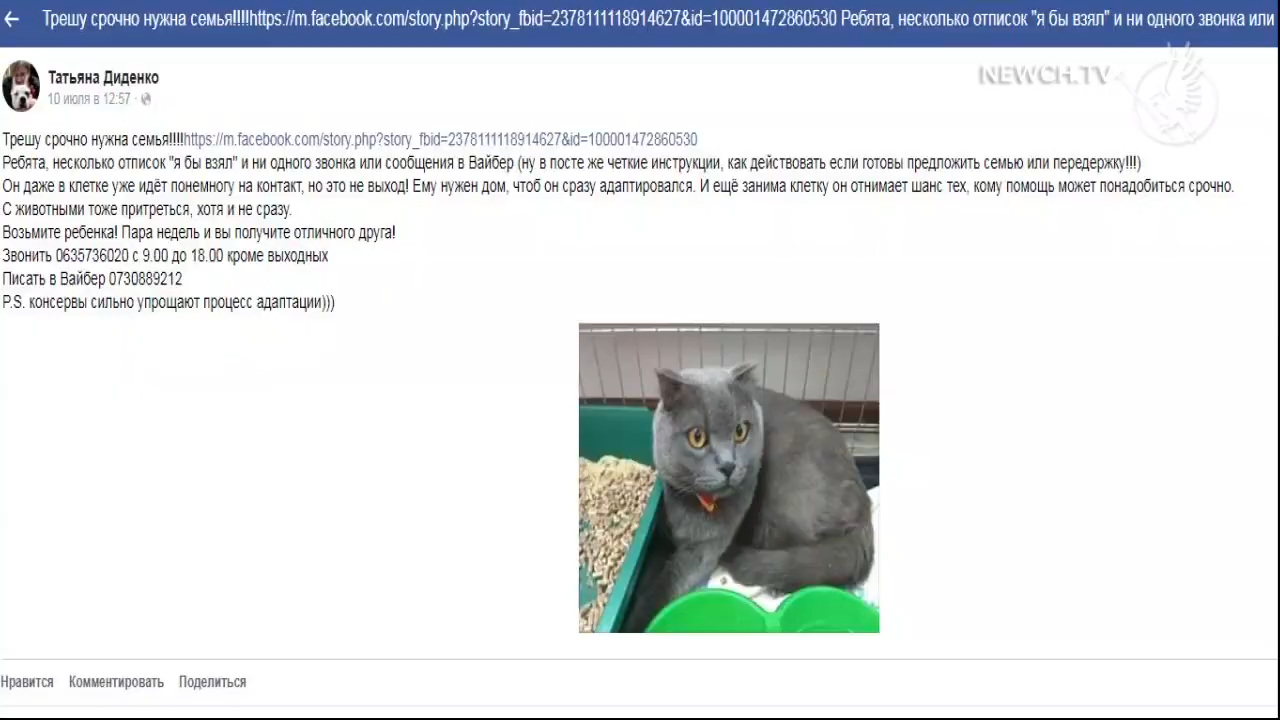 Трешу срочно нужна семья!!!!https://m.facebook.com/story.php?story_fbid=2378111118914627&id=100001472860530 Ребята, несколько отписок "я бы взял" и ни одного звонка или
NEWCH.TV
Татьяна Диденко
10 июля в 12:57 ·
Трешу срочно нужна семья!!!!https://m.facebook.com/story.php?story_fbid=2378111118914627&id=100001472860530
Ребята, несколько отписок "я бы взял" и ни одного звонка или сообщения в Вайбер (ну в посте же четкие инструкции, как действовать если готовы предложить семью или передержку!!!)
Он даже в клетке уже идёт понемногу на контакт, но это не выход! Ему нужен дом, чтоб он сразу адаптировался. И ещё занима клетку он отнимает шанс тех, кому помощь может понадобиться срочно.
С животными тоже притреться, хотя и не сразу.
Возьмите ребенка! Пара недель и вы получите отличного друга!
Звонить 0635736020 с 9.00 до 18.00 кроме выходных
Писать в Вайбер 0730889212
P.S. консервы сильно упрощают процесс адаптации)))
Нравится Комментировать Поделиться